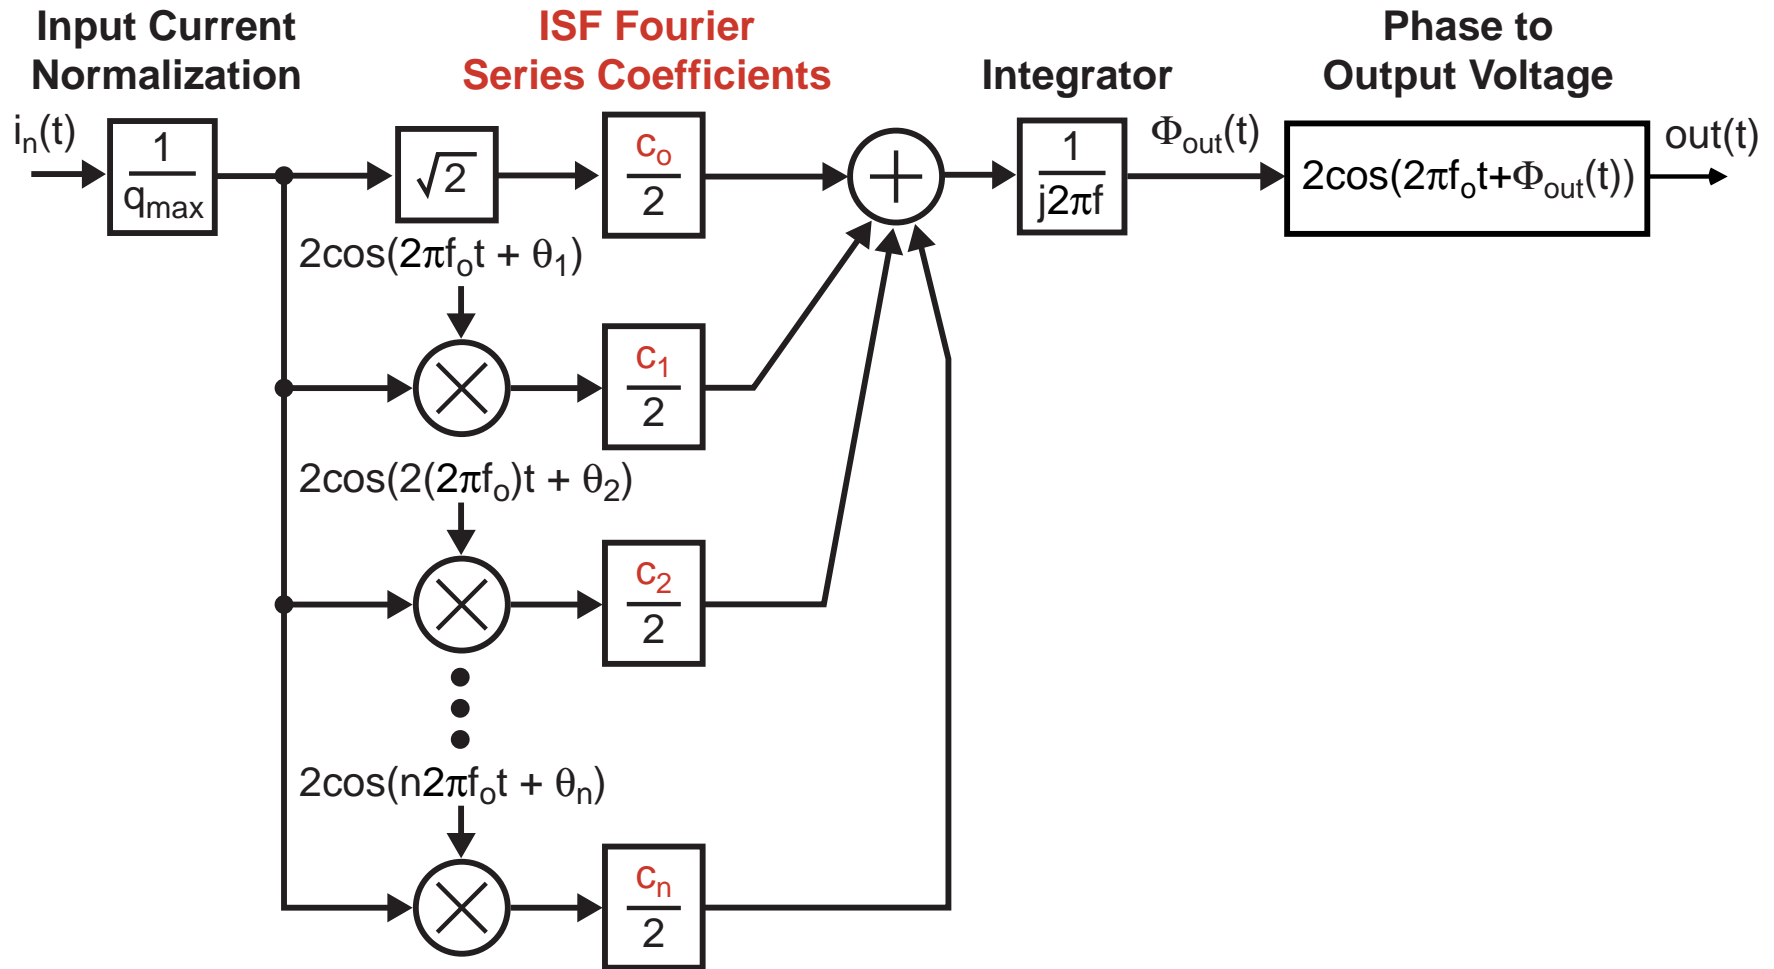 Input Current
Normalization
ISF Fourier
Series Coefficients
Integrator
Phase to
Output Voltage
iₙ(t)
1
qₘₐₓ
√2
cₒ
2
1
j2πf
Φₒᵤₜ(t)
2cos(2πfₒt+Φₒᵤₜ(t))
out(t)
2cos(2πfₒt + θ₁)
c₁
2
2cos(2(2πfₒ)t + θ₂)
c₂
2
2cos(n2πfₒt + θₙ)
cₙ
2